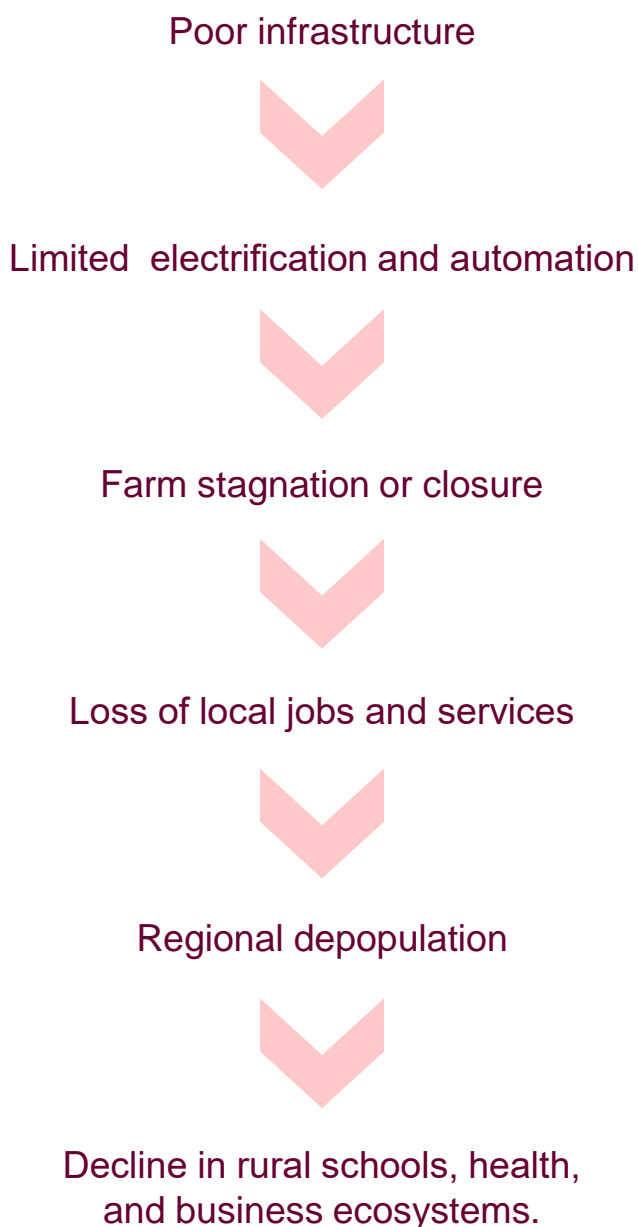 Poor infrastructure
Limited  electrification and automation
Farm stagnation or closure
Loss of local jobs and services
Regional depopulation
Decline in rural schools, health,
and business ecosystems.